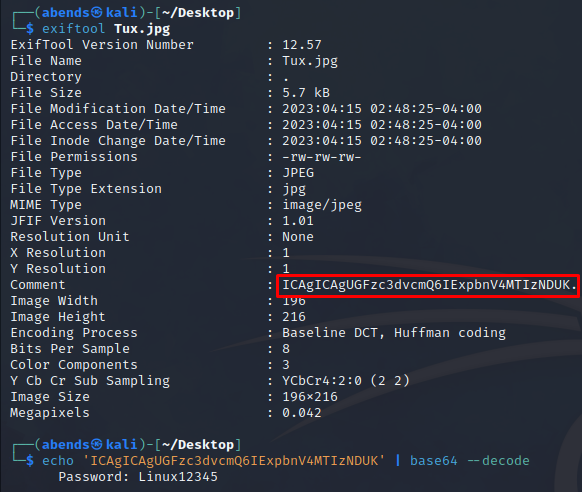 ┌──(abends㉿kali)-[~/Desktop]
└─$ exiftool Tux.jpg
ExifTool Version Number : 12.57
File Name : Tux.jpg
Directory : .
File Size : 5.7 kB
File Modification Date/Time : 2023:04:15 02:48:25-04:00
File Access Date/Time : 2023:04:15 02:48:25-04:00
File Inode Change Date/Time : 2023:04:15 02:48:25-04:00
File Permissions : -rw-rw-rw-
File Type : JPEG
File Type Extension : jpg
MIME Type : image/jpeg
JFIF Version : 1.01
Resolution Unit : None
X Resolution : 1
Y Resolution : 1
Comment : ICAgICAgUGFzc3dvcmQ6IExpbnV4MTIzNDUK.
Image Width : 196
Image Height : 216
Encoding Process : Baseline DCT, Huffman coding
Bits Per Sample : 8
Color Components : 3
Y Cb Cr Sub Sampling : YCbCr4:2:0 (2 2)
Image Size : 196×216
Megapixels : 0.042
┌──(abends㉿kali)-[~/Desktop]
└─$ echo 'ICAgICAgUGFzc3dvcmQ6IExpbnV4MTIzNDUK' | base64 --decode
Password: Linux12345